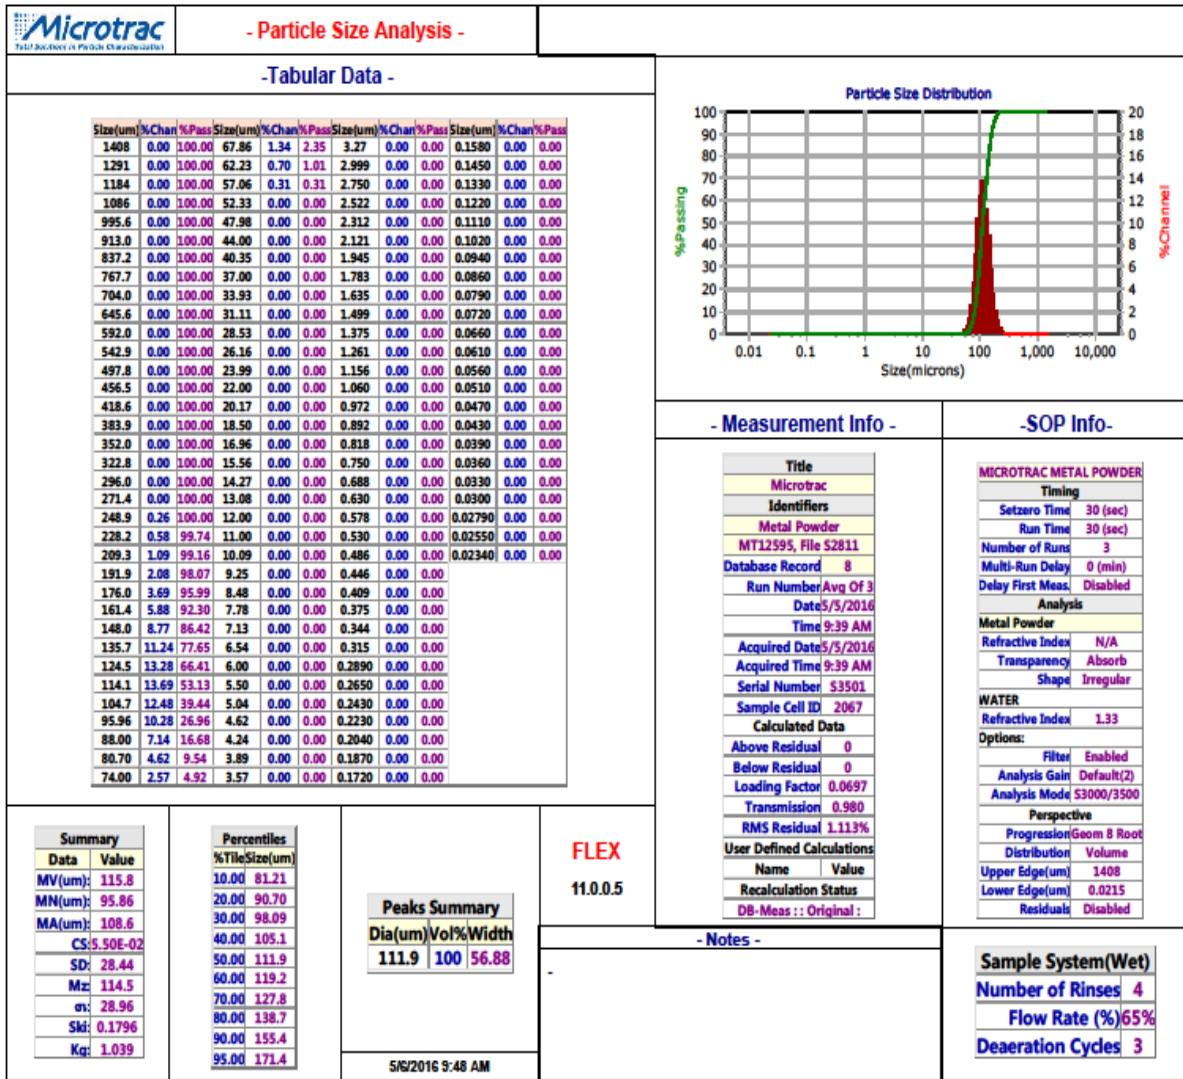 Microtrac
Total Solutions in Particle Characterization
- Particle Size Analysis -
-Tabular Data -
Size(um) %Chan %Pass Size(um) %Chan %Pass Size(um) %Chan %Pass Size(um) %Chan %Pass
1408 0.00 100.00 67.86 1.34 2.35 3.27 0.00 0.00 0.1580 0.00 0.00
1291 0.00 100.00 62.23 0.70 1.01 2.999 0.00 0.00 0.1450 0.00 0.00
1184 0.00 100.00 57.06 0.31 0.31 2.750 0.00 0.00 0.1330 0.00 0.00
1086 0.00 100.00 52.33 0.00 0.00 2.522 0.00 0.00 0.1220 0.00 0.00
995.6 0.00 100.00 47.98 0.00 0.00 2.312 0.00 0.00 0.1110 0.00 0.00
913.0 0.00 100.00 44.00 0.00 0.00 2.121 0.00 0.00 0.1020 0.00 0.00
837.2 0.00 100.00 40.35 0.00 0.00 1.945 0.00 0.00 0.0940 0.00 0.00
767.7 0.00 100.00 37.00 0.00 0.00 1.783 0.00 0.00 0.0860 0.00 0.00
704.0 0.00 100.00 33.93 0.00 0.00 1.635 0.00 0.00 0.0790 0.00 0.00
645.6 0.00 100.00 31.11 0.00 0.00 1.499 0.00 0.00 0.0720 0.00 0.00
592.0 0.00 100.00 28.53 0.00 0.00 1.375 0.00 0.00 0.0660 0.00 0.00
542.9 0.00 100.00 26.16 0.00 0.00 1.261 0.00 0.00 0.0610 0.00 0.00
497.8 0.00 100.00 23.99 0.00 0.00 1.156 0.00 0.00 0.0560 0.00 0.00
456.5 0.00 100.00 22.00 0.00 0.00 1.060 0.00 0.00 0.0510 0.00 0.00
418.6 0.00 100.00 20.17 0.00 0.00 0.972 0.00 0.00 0.0470 0.00 0.00
383.9 0.00 100.00 18.50 0.00 0.00 0.892 0.00 0.00 0.0430 0.00 0.00
352.0 0.00 100.00 16.96 0.00 0.00 0.818 0.00 0.00 0.0390 0.00 0.00
322.8 0.00 100.00 15.56 0.00 0.00 0.750 0.00 0.00 0.0360 0.00 0.00
296.0 0.00 100.00 14.27 0.00 0.00 0.688 0.00 0.00 0.0330 0.00 0.00
271.4 0.00 100.00 13.08 0.00 0.00 0.630 0.00 0.00 0.0300 0.00 0.00
248.9 0.26 100.00 12.00 0.00 0.00 0.578 0.00 0.00 0.02790 0.00 0.00
228.2 0.58 99.74 11.00 0.00 0.00 0.530 0.00 0.00 0.02550 0.00 0.00
209.3 1.09 99.16 10.09 0.00 0.00 0.486 0.00 0.00 0.02340 0.00 0.00
191.9 2.08 98.07 9.25 0.00 0.00 0.446 0.00 0.00
176.0 3.69 95.99 8.48 0.00 0.00 0.409 0.00 0.00
161.4 5.88 92.30 7.78 0.00 0.00 0.375 0.00 0.00
148.0 8.77 86.42 7.13 0.00 0.00 0.344 0.00 0.00
135.7 11.24 77.65 6.54 0.00 0.00 0.315 0.00 0.00
124.5 13.28 66.41 6.00 0.00 0.00 0.2890 0.00 0.00
114.1 13.69 53.13 5.50 0.00 0.00 0.2650 0.00 0.00
104.7 12.48 39.44 5.04 0.00 0.00 0.2430 0.00 0.00
95.96 10.28 26.96 4.62 0.00 0.00 0.2230 0.00 0.00
88.00 7.14 16.68 4.24 0.00 0.00 0.2040 0.00 0.00
80.70 4.62 9.54 3.89 0.00 0.00 0.1870 0.00 0.00
74.00 2.57 4.92 3.57 0.00 0.00 0.1720 0.00 0.00
Particle Size Distribution
100 20
90 18
80 16
70 14
60 12
50 10
40 8
30 6
20 4
10 2
0 0
%Passing
%Channel
0.01 0.1 1 10 100 1,000 10,000
Size(microns)
- Measurement Info -
Title
Microtrac
Identifiers
Metal Powder
MT12595, File S2811
Database Record 8
Run Number Avg Of 3
Date 5/5/2016
Time 9:39 AM
Acquired Date 5/5/2016
Acquired Time 9:39 AM
Serial Number S3501
Sample Cell ID 2067
Calculated Data
Above Residual 0
Below Residual 0
Loading Factor 0.0697
Transmission 0.980
RMS Residual 1.113%
User Defined Calculations
Name Value
Recalculation Status
DB-Meas : : Original :
-SOP Info-
MICROTRAC METAL POWDER
Timing
Setzero Time 30 (sec)
Run Time 30 (sec)
Number of Runs 3
Multi-Run Delay 0 (min)
Delay First Meas. Disabled
Analysis
Metal Powder
Refractive Index N/A
Transparency Absorb
Shape Irregular
WATER
Refractive Index 1.33
Options:
Filter Enabled
Analysis Gain Default(2)
Analysis Mode S3000/3500
Perspective
Progression Geom 8 Root
Distribution Volume
Upper Edge(um) 1408
Lower Edge(um) 0.0215
Residuals Disabled
Summary
Data Value
MV(um): 115.8
MN(um): 95.86
MA(um): 108.6
CS: 5.50E-02
SD: 28.44
Mz: 114.5
σ1: 28.96
Ski: 0.1796
Kg: 1.039
Percentiles
%Tile Size(um)
10.00 81.21
20.00 90.70
30.00 98.09
40.00 105.1
50.00 111.9
60.00 119.2
70.00 127.8
80.00 138.7
90.00 155.4
95.00 171.4
Peaks Summary
Dia(um) Vol% Width
111.9 100 56.88
5/6/2016 9:48 AM
FLEX
11.0.0.5
- Notes -
-
Sample System(Wet)
Number of Rinses 4
Flow Rate (%) 65%
Deaeration Cycles 3